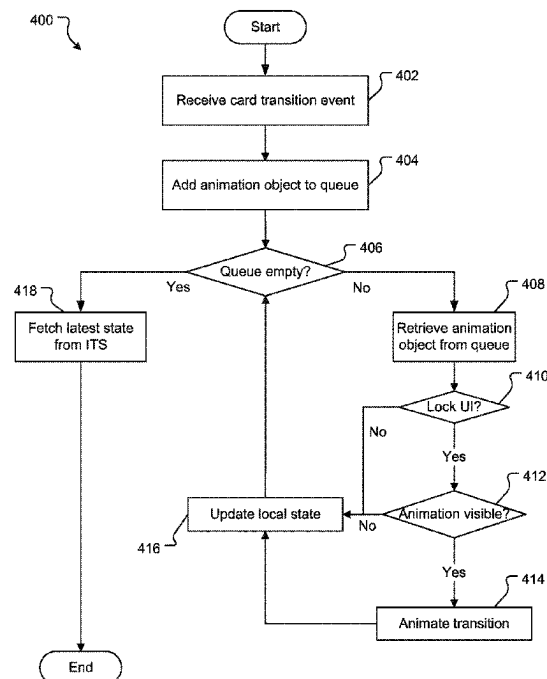 400
Start
402
Receive card transition event
404
Add animation object to queue
406
Queue empty?
Yes
No
418
Fetch latest state
from ITS
408
Retrieve animation
object from queue
410
Lock UI?
No
Yes
412
Animation visible?
No
Update local state
416
Yes
414
Animate transition
End